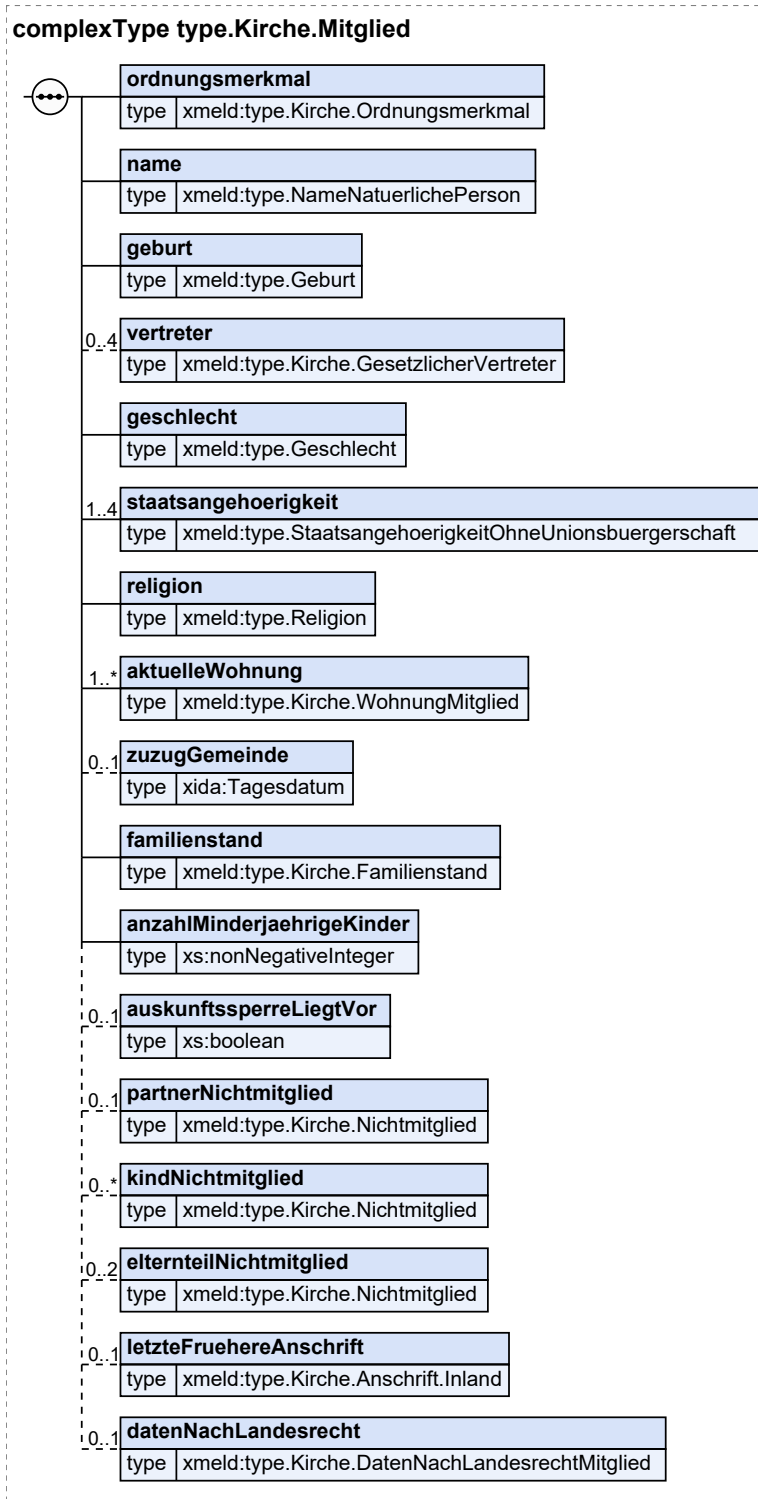 complexType type.Kirche.Mitglied
ordnungsmerkmal
type xmeld:type.Kirche.Ordnungsmerkmal
name
type xmeld:type.NameNatuerlichePerson
geburt
type xmeld:type.Geburt
0..4 vertreter
type xmeld:type.Kirche.GesetzlicherVertreter
geschlecht
type xmeld:type.Geschlecht
1..4 staatsangehoerigkeit
type xmeld:type.StaatsangehoerigkeitOhneUnionsbuergerschaft
religion
type xmeld:type.Religion
1..* aktuelleWohnung
type xmeld:type.Kirche.WohnungMitglied
0..1 zuzugGemeinde
type xida:Tagesdatum
familienstand
type xmeld:type.Kirche.Familienstand
anzahlMinderjaehrigeKinder
type xs:nonNegativeInteger
0..1 auskunftssperreLiegtVor
type xs:boolean
0..1 partnerNichtmitglied
type xmeld:type.Kirche.Nichtmitglied
0..* kindNichtmitglied
type xmeld:type.Kirche.Nichtmitglied
0..2 elternteilNichtmitglied
type xmeld:type.Kirche.Nichtmitglied
0..1 letzteFruehereAnschrift
type xmeld:type.Kirche.Anschrift.Inland
0..1 datenNachLandesrecht
type xmeld:type.Kirche.DatenNachLandesrechtMitglied